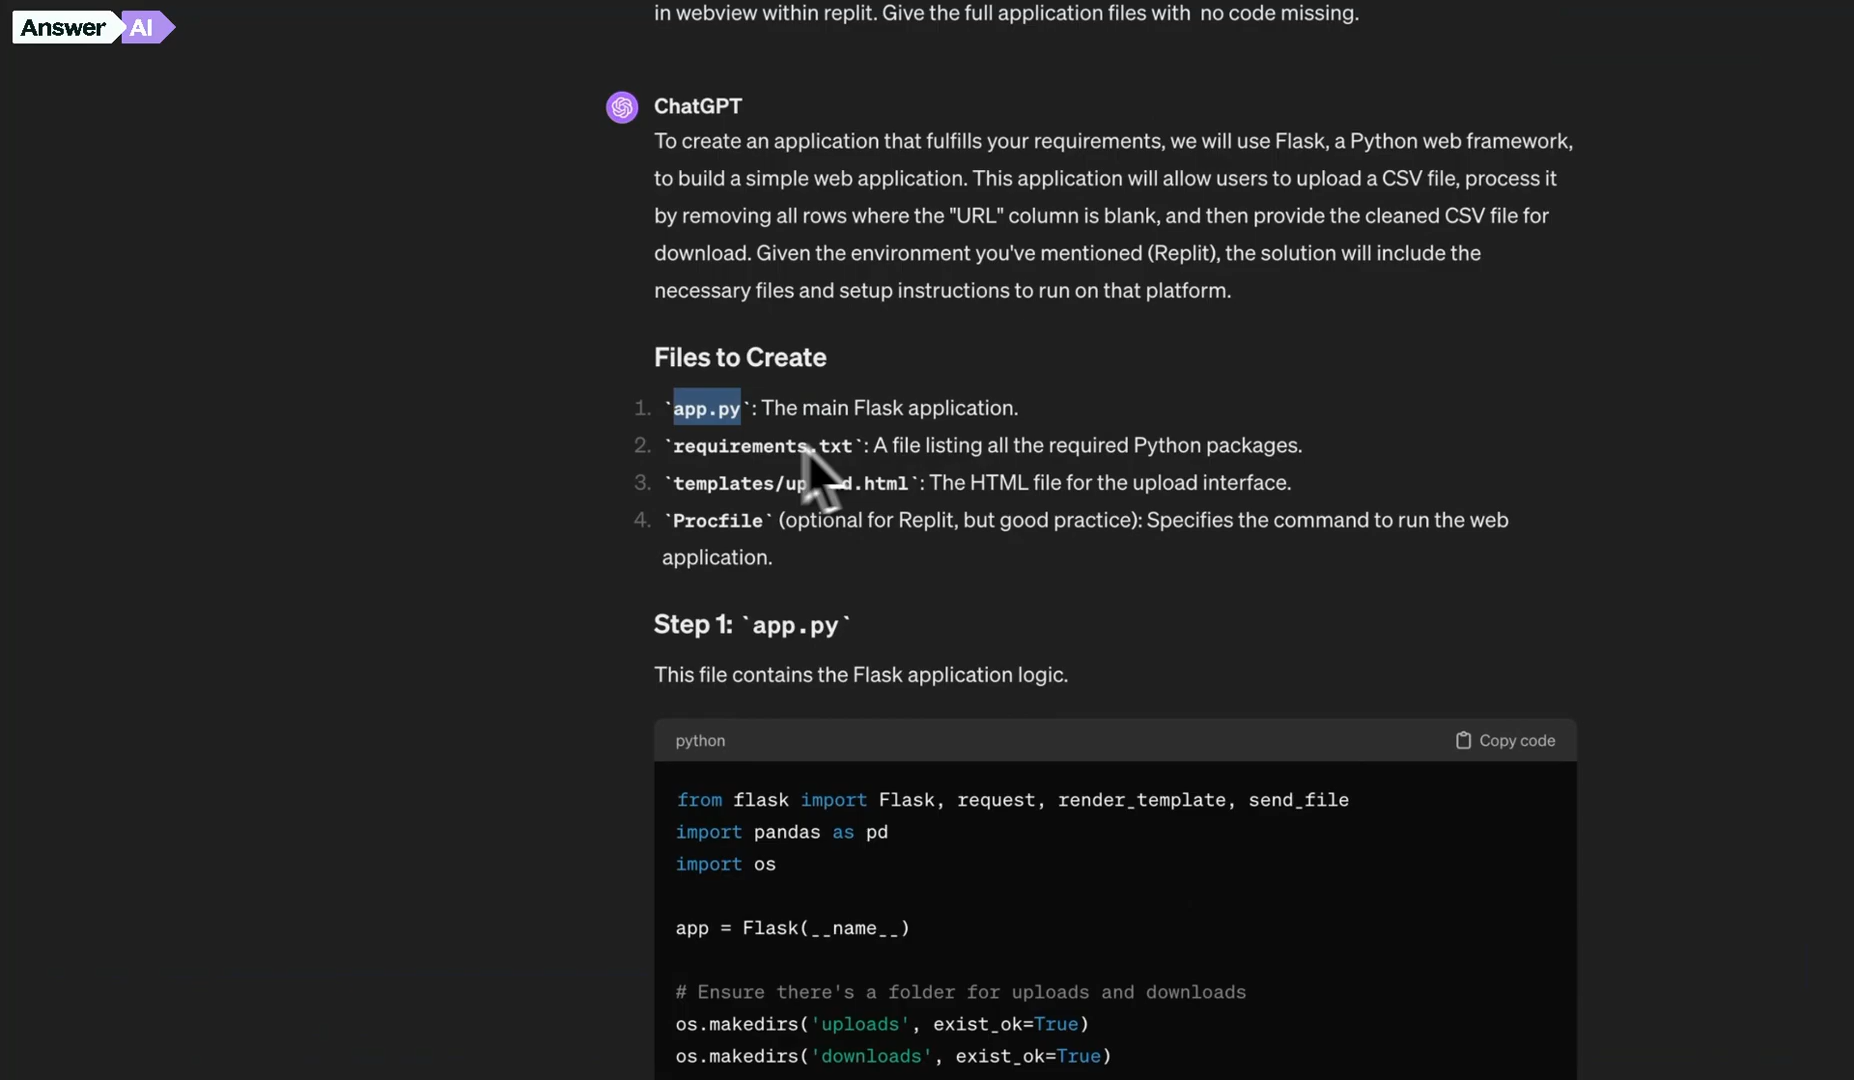 Answer AI
in webview within replit. Give the full application files with no code missing.
ChatGPT
To create an application that fulfills your requirements, we will use Flask, a Python web framework,
to build a simple web application. This application will allow users to upload a CSV file, process it
by removing all rows where the "URL" column is blank, and then provide the cleaned CSV file for
download. Given the environment you've mentioned (Replit), the solution will include the
necessary files and setup instructions to run on that platform.
Files to Create
1. `app.py`: The main Flask application.
2. `requirements.txt`: A file listing all the required Python packages.
3. `templates/up d.html`: The HTML file for the upload interface.
4. `Procfile` (optional for Replit, but good practice): Specifies the command to run the web
application.
Step 1: `app.py`
This file contains the Flask application logic.
python
Copy code
from flask import Flask, request, render_template, send_file
import pandas as pd
import os
app = Flask(__name__)
# Ensure there's a folder for uploads and downloads
os.makedirs('uploads', exist_ok=True)
os.makedirs('downloads', exist_ok=True)